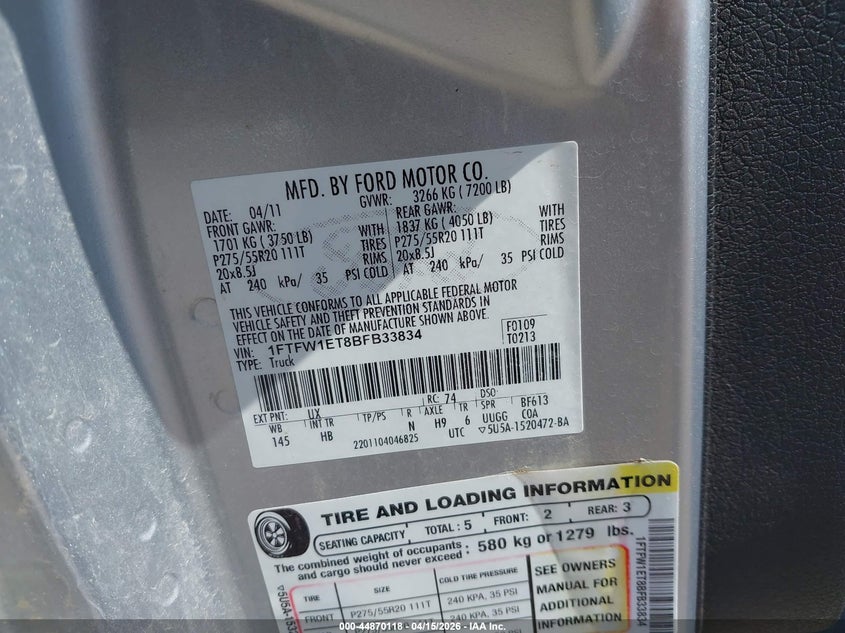 MFD. BY FORD MOTOR CO.
DATE: 04/11 GVWR: 3266 KG ( 7200 LB)
FRONT GAWR: WITH REAR GAWR: WITH
1701 KG ( 3750 LB) TIRES 1837 KG ( 4050 LB) TIRES
P275/55R20 111T RIMS P275/55R20 111T RIMS
20x8.5J 20x8.5J
AT 240 kPa/ 35 PSI COLD AT 240 kPa/ 35 PSI COLD
THIS VEHICLE CONFORMS TO ALL APPLICABLE FEDERAL MOTOR
VEHICLE SAFETY AND THEFT PREVENTION STANDARDS IN
EFFECT ON THE DATE OF MANUFACTURE SHOWN ABOVE.
VIN: 1FTFW1ET8BFB33834 F0109
TYPE: Truck T0213
EXT PNT: UX RC: 74 DSO: BF613
WB INT TR TP/PS R AXLE TR SPR COA
145 HB N H9 6 UUGG
2201104046825 UTC ▽5U5A-1520472-BA
TIRE AND LOADING INFORMATION
SEATING CAPACITY TOTAL : 5 FRONT: 2 REAR: 3
The combined weight of occupants
and cargo should never exceed : 580 kg or 1279 lbs.
TIRE SIZE COLD TIRE PRESSURE SEE OWNERS
FRONT P275/55R20 111T 240 KPA, 35 PSI MANUAL FOR
240 KPA, 35 PSI ADDITIONAL
INFORMATION
1FTFW1ET8BFB33834
000-44870118 - 04/15/2026 - IAA Inc.